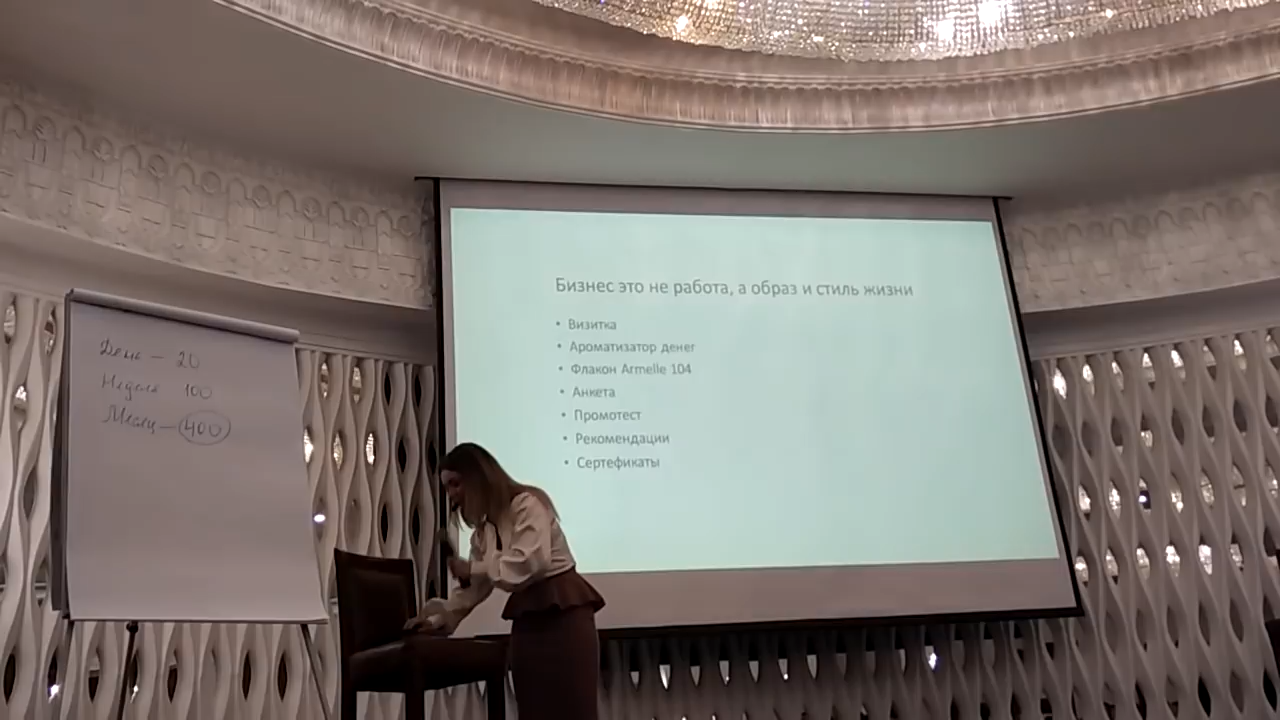 День — 20
Неделя 100
Месяц — 400
Бизнес это не работа, а образ и стиль жизни
• Визитка
• Ароматизатор денег
• Флакон Armelle 104
• Анкета
• Промотест
• Рекомендации
• Сертефикаты